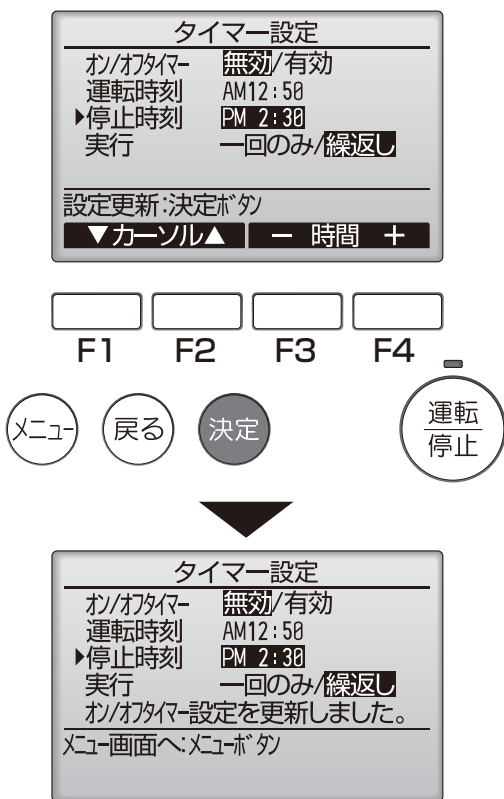 タイマー設定
オン/オフタイマー 無効/有効
運転時刻 AM12:50
▶停止時刻 PM 2:30
実行 一回のみ/繰返し
設定更新:決定ボタン
▼カーソル▲ － 時間 ＋
F1 F2 F3 F4
メニュー 戻る 決定 運転
停止
タイマー設定
オン/オフタイマー 無効/有効
運転時刻 AM12:50
▶停止時刻 PM 2:30
実行 一回のみ/繰返し
オン/オフタイマー設定を更新しました。
メニュー画面へ:メニューボタン